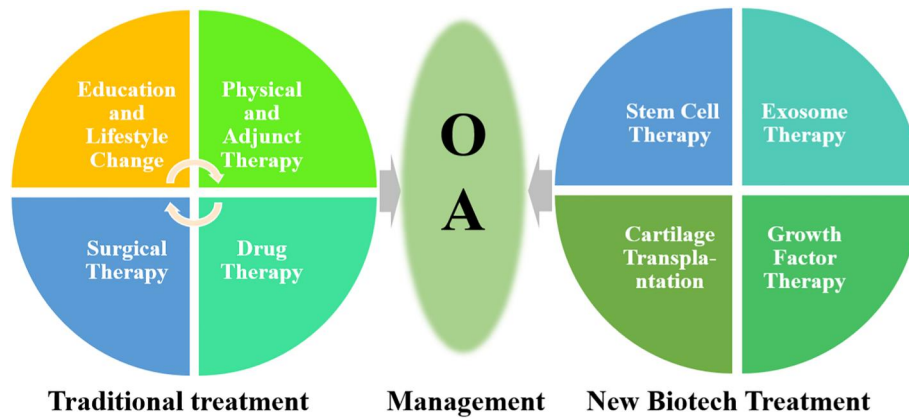 Education
and
Lifestyle
Change
Physical
and
Adjunct
Therapy
Surgical
Therapy
Drug
Therapy
O
A
Stem Cell
Therapy
Exosome
Therapy
Cartilage
Transpla-
ntation
Growth
Factor
Therapy
Traditional treatment
Management
New Biotech Treatment